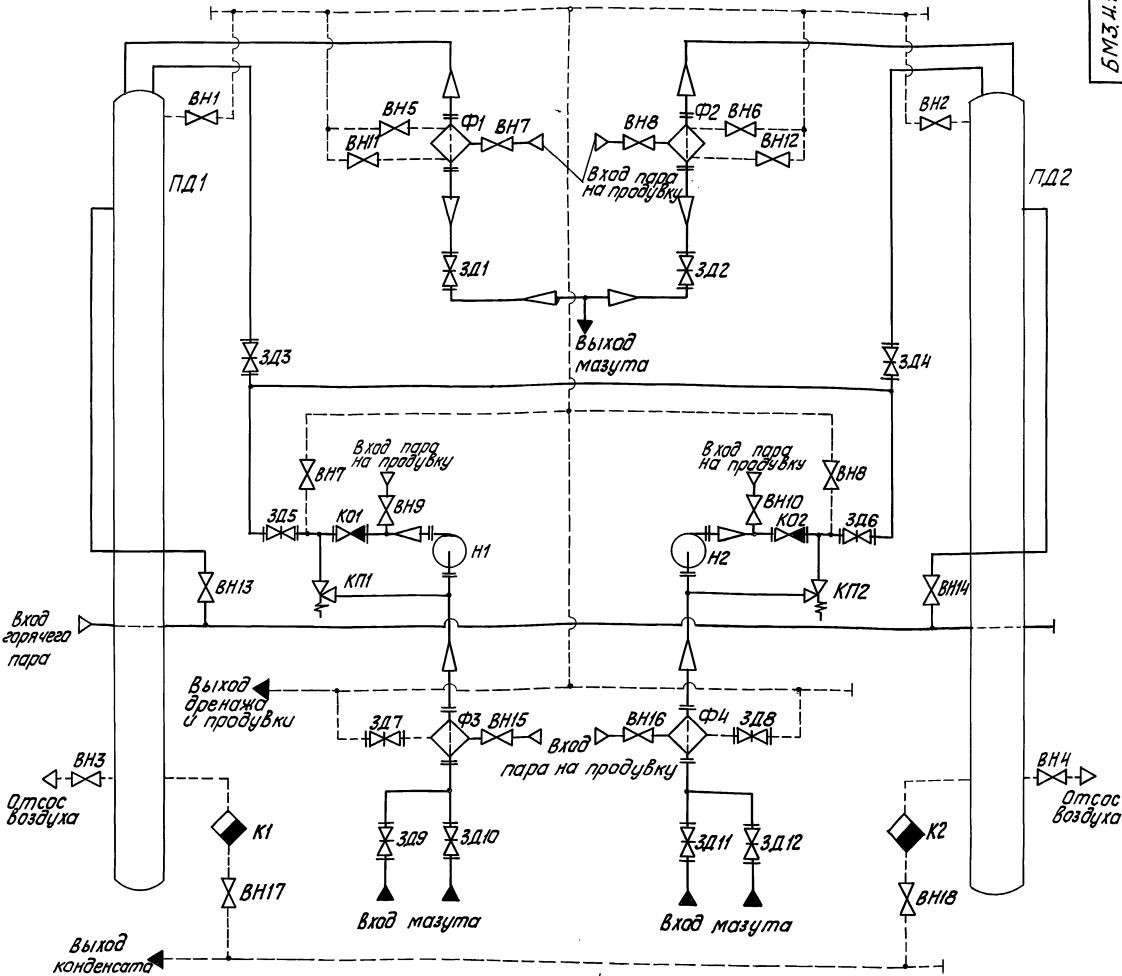 БМЗ.4.
ВН1
ВН5
Ф1
ВН7
ВН8
Ф2
ВН6
ВН2
ВН11
ВН12
Вход пара
на продувку
ПД1
ПД2
ЗД1
ЗД2
Выход
мазута
ЗД3
ЗД4
Вход пара
на продувку
Вход пара
на продувку
ВН7
ВН9
ВН10
ВН8
ЗД5
КО1
КО2
ЗД6
Н1
Н2
КП1
КП2
ВН13
ВН14
Вход
горячего
пара
Выход
дренажа
и продувки
ЗД7
Ф3
ВН15
ВН16
Ф4
ЗД8
Вход
пара на продувку
ВН3
ВН4
Отсос
воздуха
Отсос
воздуха
К1
К2
ЗД9
ЗД10
ЗД11
ЗД12
ВН17
ВН18
Вход мазута
Вход мазута
Выход
конденсата